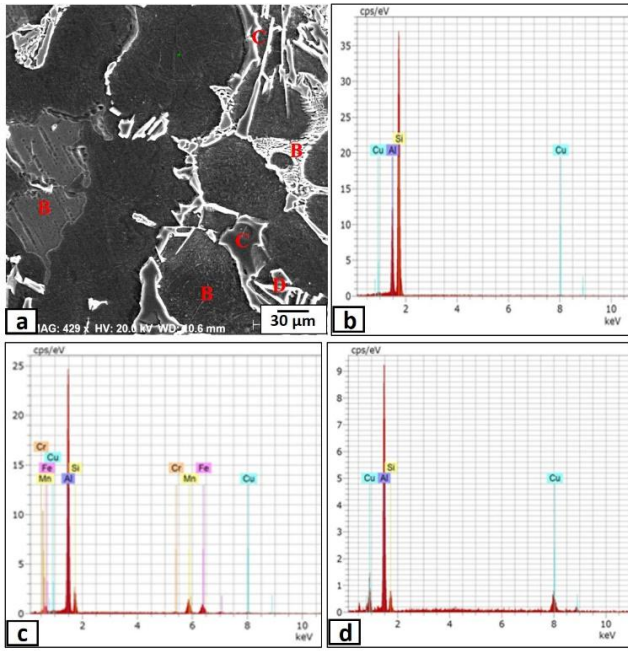 C
B
B
C
B
D
a
MAG: 429 x HV: 20.0 kV WD: 10.6 mm
30 µm
cps/eV
35
30
25
20
15
10
5
0
Cu Al Si Cu
2 4 6 8 10
keV
b
cps/eV
25
20
15
10
5
0
Cr
Cu
Fe
Mn Al Si
Cr Fe
Mn Cu
2 4 6 8 10
keV
c
cps/eV
9
8
7
6
5
4
3
2
1
0
Cu Al Si Cu
2 4 6 8 10
keV
d